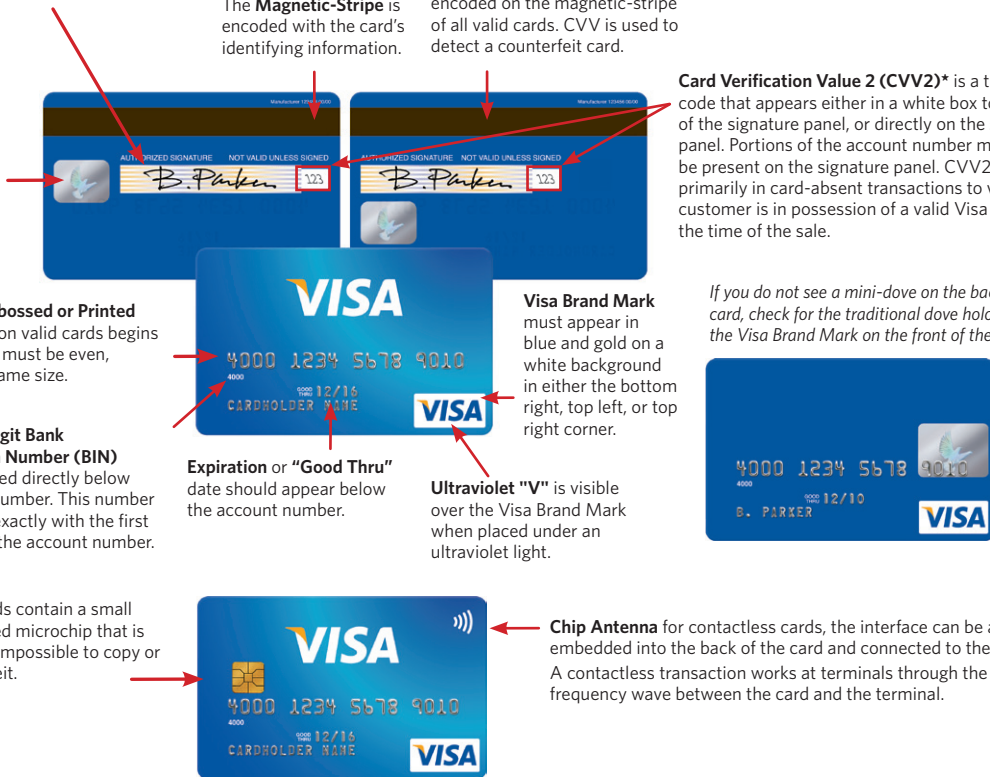 The Magnetic-Stripe is
encoded with the card's
identifying information.
encoded on the magnetic-stripe
of all valid cards. CVV is used to
detect a counterfeit card.
Card Verification Value 2 (CVV2)* is a t
code that appears either in a white box to
of the signature panel, or directly on the
panel. Portions of the account number m
be present on the signature panel. CVV2
primarily in card-absent transactions to v
customer is in possession of a valid Visa
the time of the sale.
AUTHORIZED SIGNATURE NOT VALID UNLESS SIGNED
B. Parker 123
AUTHORIZED SIGNATURE NOT VALID UNLESS SIGNED
B. Parker 123
bossed or Printed
on valid cards begins
must be even,
ame size.
git Bank
Number (BIN)
ed directly below
umber. This number
exactly with the first
the account number.
VISA
4000 1234 5678 9010
4000
GOOD THRU 12/16
CARDHOLDER NAME
VISA
Visa Brand Mark
must appear in
blue and gold on a
white background
in either the bottom
right, top left, or top
right corner.
Expiration or "Good Thru"
date should appear below
the account number.
Ultraviolet "V" is visible
over the Visa Brand Mark
when placed under an
ultraviolet light.
If you do not see a mini-dove on the bac
card, check for the traditional dove holo
the Visa Brand Mark on the front of the
4000 1234 5678 9010
4000
GOOD THRU 12/10
B. PARKER
VISA
ds contain a small
ed microchip that is
mpossible to copy or
eit.
VISA
4000 1234 5678 9010
4000
GOOD THRU 12/16
CARDHOLDER NAME
VISA
Chip Antenna for contactless cards, the interface can be a
embedded into the back of the card and connected to the
A contactless transaction works at terminals through the
frequency wave between the card and the terminal.